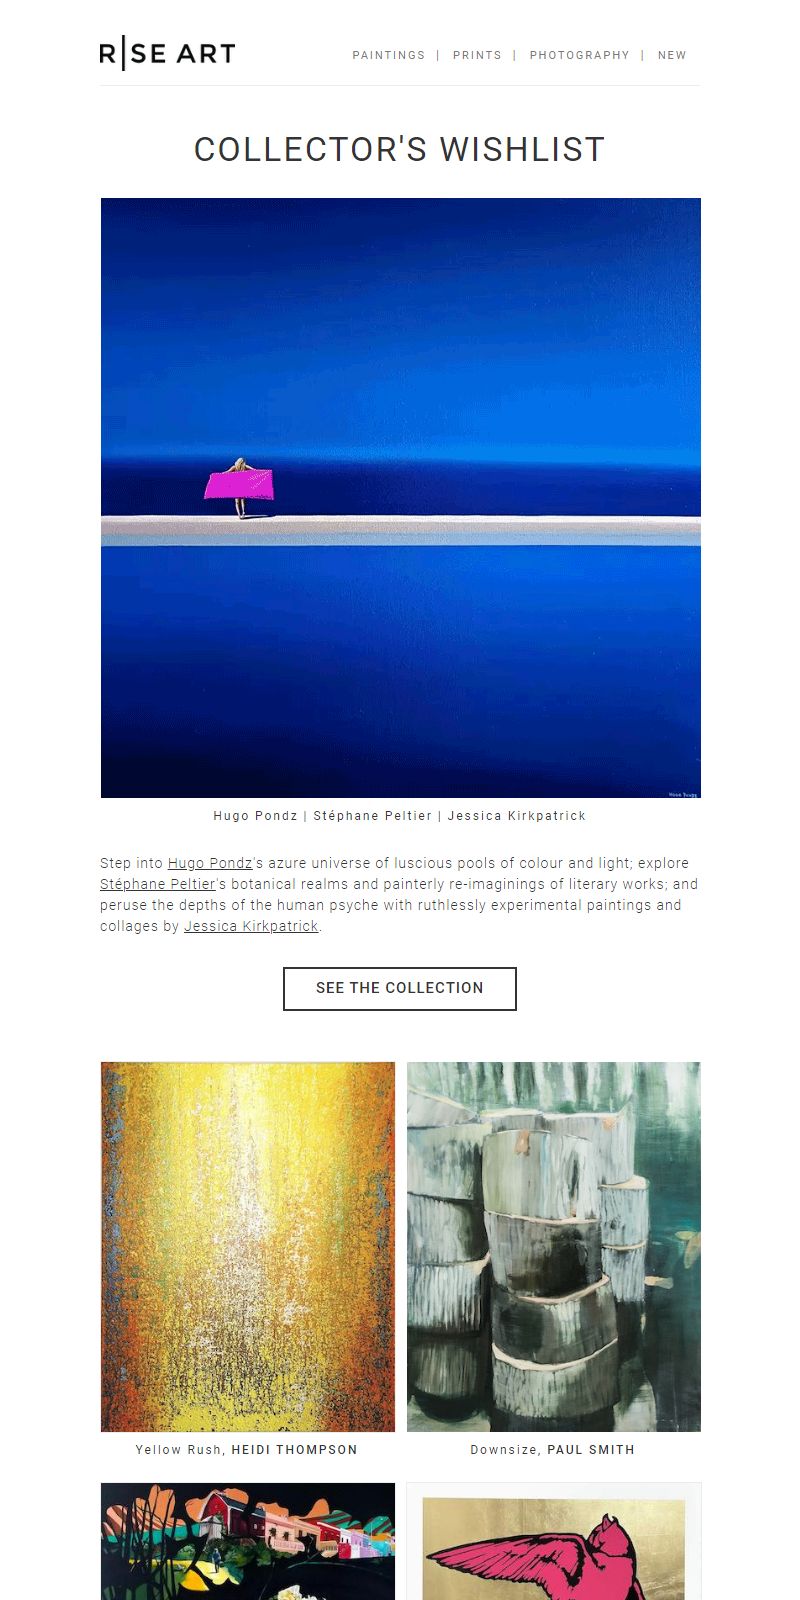 R|SE ART
PAINTINGS | PRINTS | PHOTOGRAPHY | NEW
COLLECTOR'S WISHLIST
Hugo Pondz
Hugo Pondz | Stéphane Peltier | Jessica Kirkpatrick
Step into Hugo Pondz's azure universe of luscious pools of colour and light; explore
Stéphane Peltier's botanical realms and painterly re-imaginings of literary works; and
peruse the depths of the human psyche with ruthlessly experimental paintings and
collages by Jessica Kirkpatrick.
SEE THE COLLECTION
Yellow Rush, HEIDI THOMPSON
Downsize, PAUL SMITH